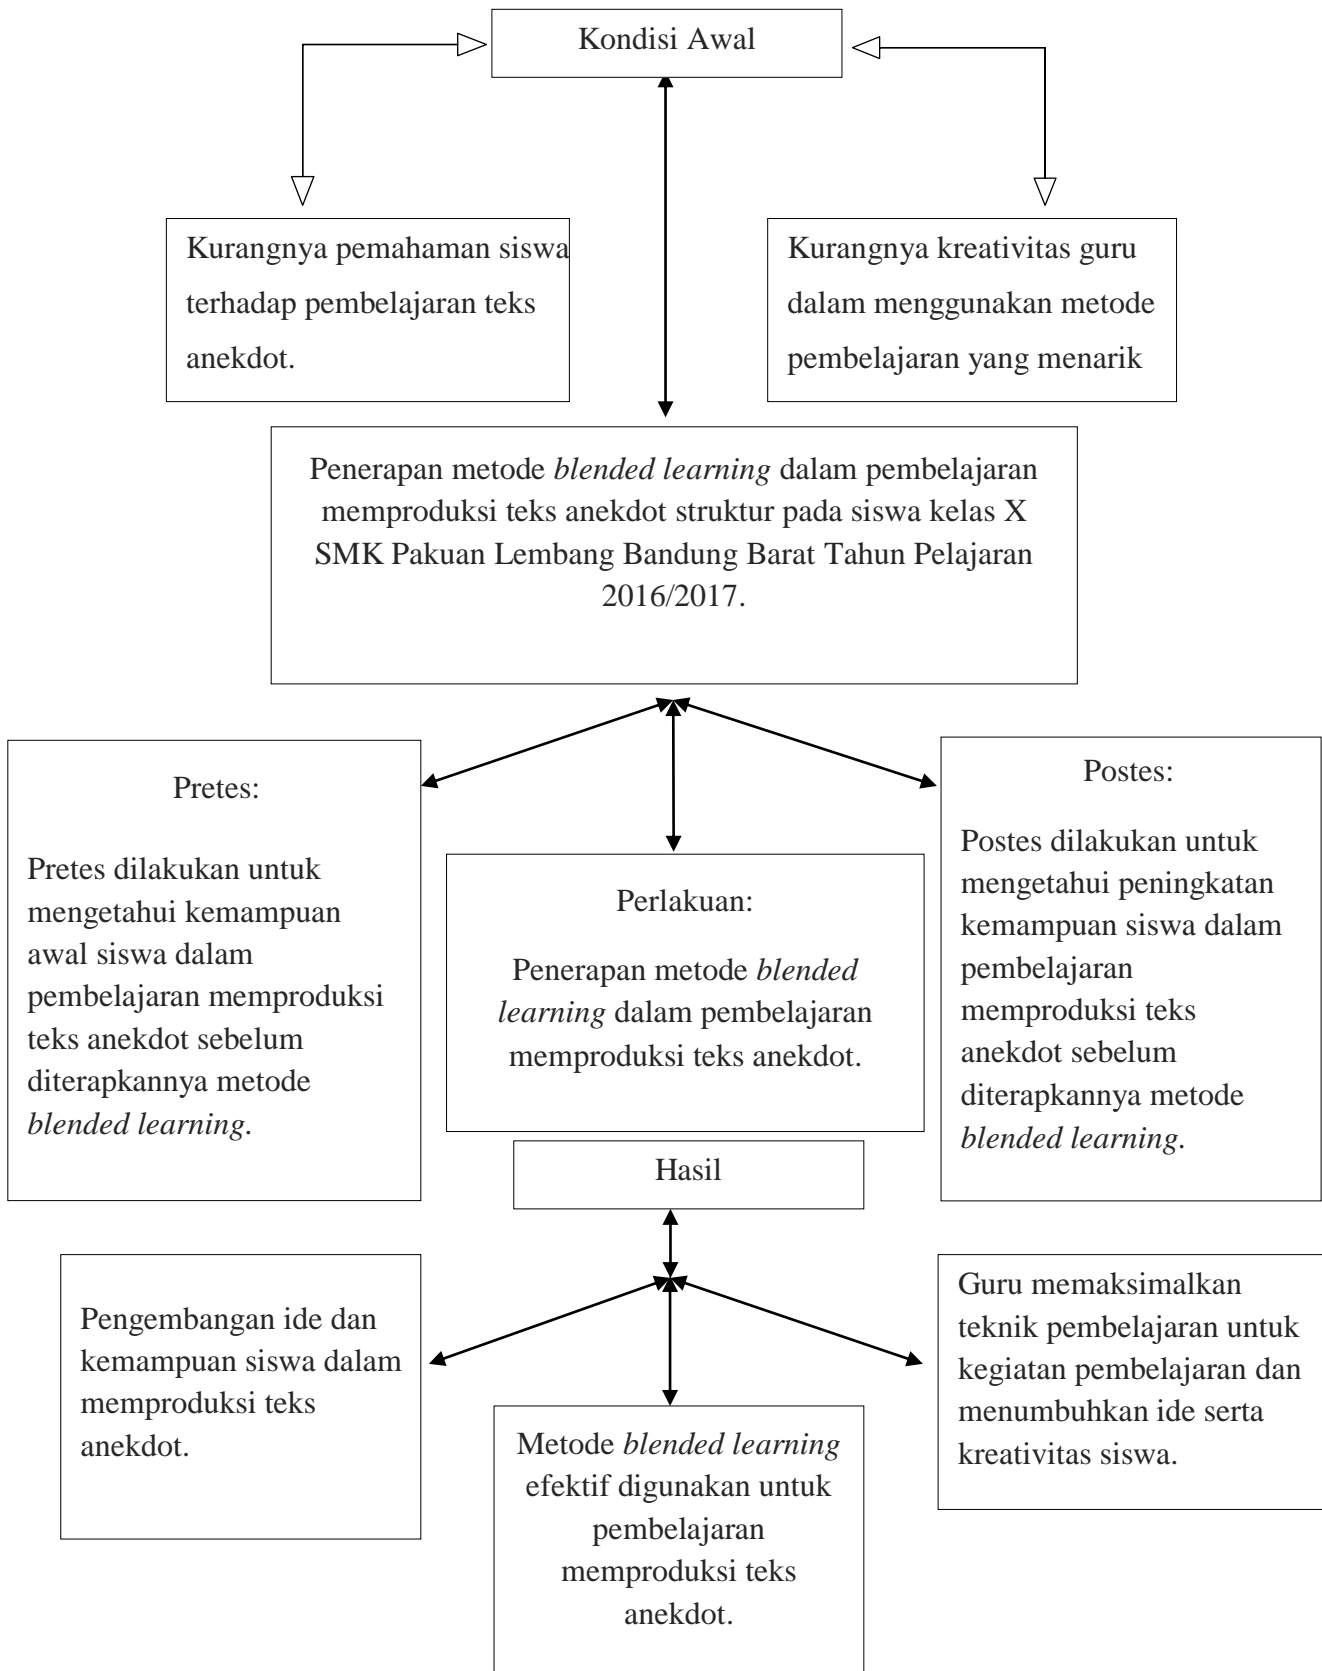 Kondisi Awal
Kurangnya pemahaman siswa
terhadap pembelajaran teks
anekdot.
Kurangnya kreativitas guru
dalam menggunakan metode
pembelajaran yang menarik
Penerapan metode blended learning dalam pembelajaran
memproduksi teks anekdot struktur pada siswa kelas X
SMK Pakuan Lembang Bandung Barat Tahun Pelajaran
2016/2017.
Pretes:
Pretes dilakukan untuk
mengetahui kemampuan
awal siswa dalam
pembelajaran memproduksi
teks anekdot sebelum
diterapkannya metode
blended learning.
Perlakuan:
Penerapan metode blended
learning dalam pembelajaran
memproduksi teks anekdot.
Postes:
Postes dilakukan untuk
mengetahui peningkatan
kemampuan siswa dalam
pembelajaran
memproduksi teks
anekdot sebelum
diterapkannya metode
blended learning.
Hasil
Pengembangan ide dan
kemampuan siswa dalam
memproduksi teks
anekdot.
Metode blended learning
efektif digunakan untuk
pembelajaran
memproduksi teks
anekdot.
Guru memaksimalkan
teknik pembelajaran untuk
kegiatan pembelajaran dan
menumbuhkan ide serta
kreativitas siswa.